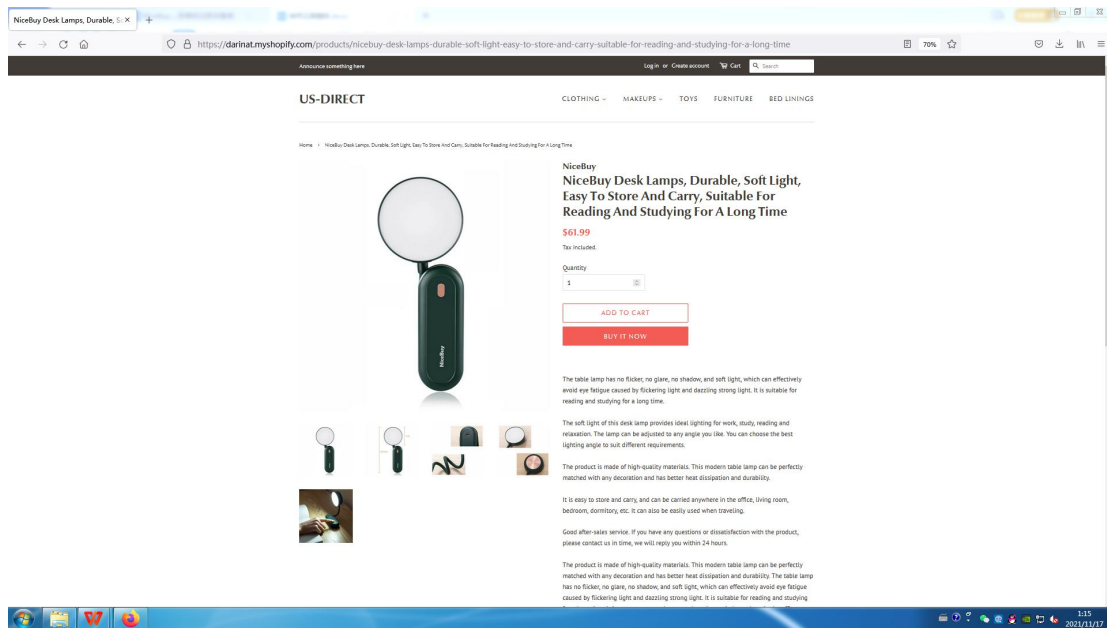 NiceBuy Desk Lamps, Durable, So
https://darinat.myshopify.com/products/nicebuy-desk-lamps-durable-soft-light-easy-to-store-and-carry-suitable-for-reading-and-studying-for-a-long-time
70%
Announce something here
Log in or Create account
Cart
Search
US-DIRECT
CLOTHING
MAKEUPS
TOYS
FURNITURE
BED LININGS
Home › NiceBuy Desk Lamps, Durable, Soft Light, Easy To Store And Carry, Suitable For Reading And Studying For A Long Time
NiceBuy
NiceBuy Desk Lamps, Durable, Soft Light,
Easy To Store And Carry, Suitable For
Reading And Studying For A Long Time
$61.99
Tax included.
Quantity
1
ADD TO CART
BUY IT NOW
NiceBuy
The table lamp has no flicker, no glare, no shadow, and soft light, which can effectively
avoid eye fatigue caused by flickering light and dazzling strong light. It is suitable for
reading and studying for a long time.
The soft light of this desk lamp provides ideal lighting for work, study, reading and
relaxation. The lamp can be adjusted to any angle you like. You can choose the best
lighting angle to suit different requirements.
The product is made of high-quality materials. This modern table lamp can be perfectly
matched with any decoration and has better heat dissipation and durability.
It is easy to store and carry, and can be carried anywhere in the office, living room,
bedroom, dormitory, etc. It can also be easily used when traveling.
Good after-sales service. If you have any questions or dissatisfaction with the product,
please contact us in time, we will reply you within 24 hours.
The product is made of high-quality materials. This modern table lamp can be perfectly
matched with any decoration and has better heat dissipation and durability. The table lamp
has no flicker, no glare, no shadow, and soft light, which can effectively avoid eye fatigue
caused by flickering light and dazzling strong light. It is suitable for reading and studying
1:15
2021/11/17